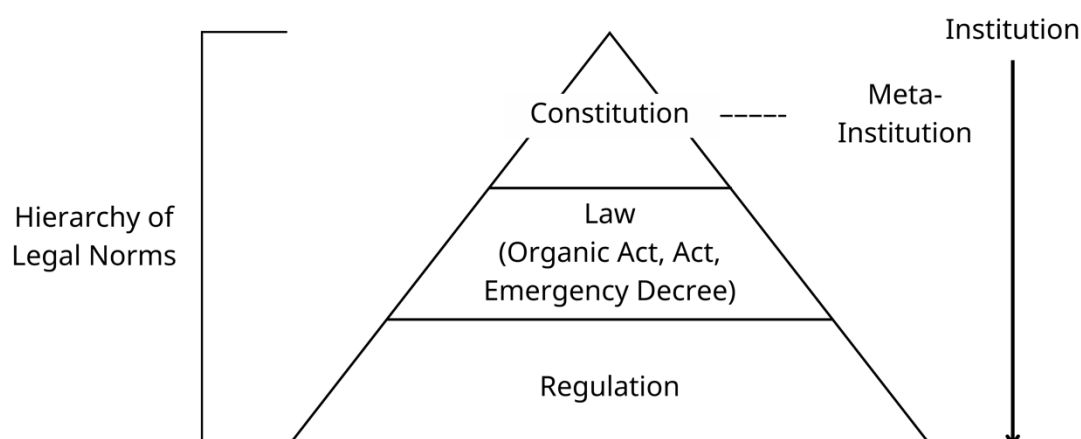 Institution
Meta-
Institution
Constitution
Hierarchy of
Legal Norms
Law
(Organic Act, Act,
Emergency Decree)
Regulation